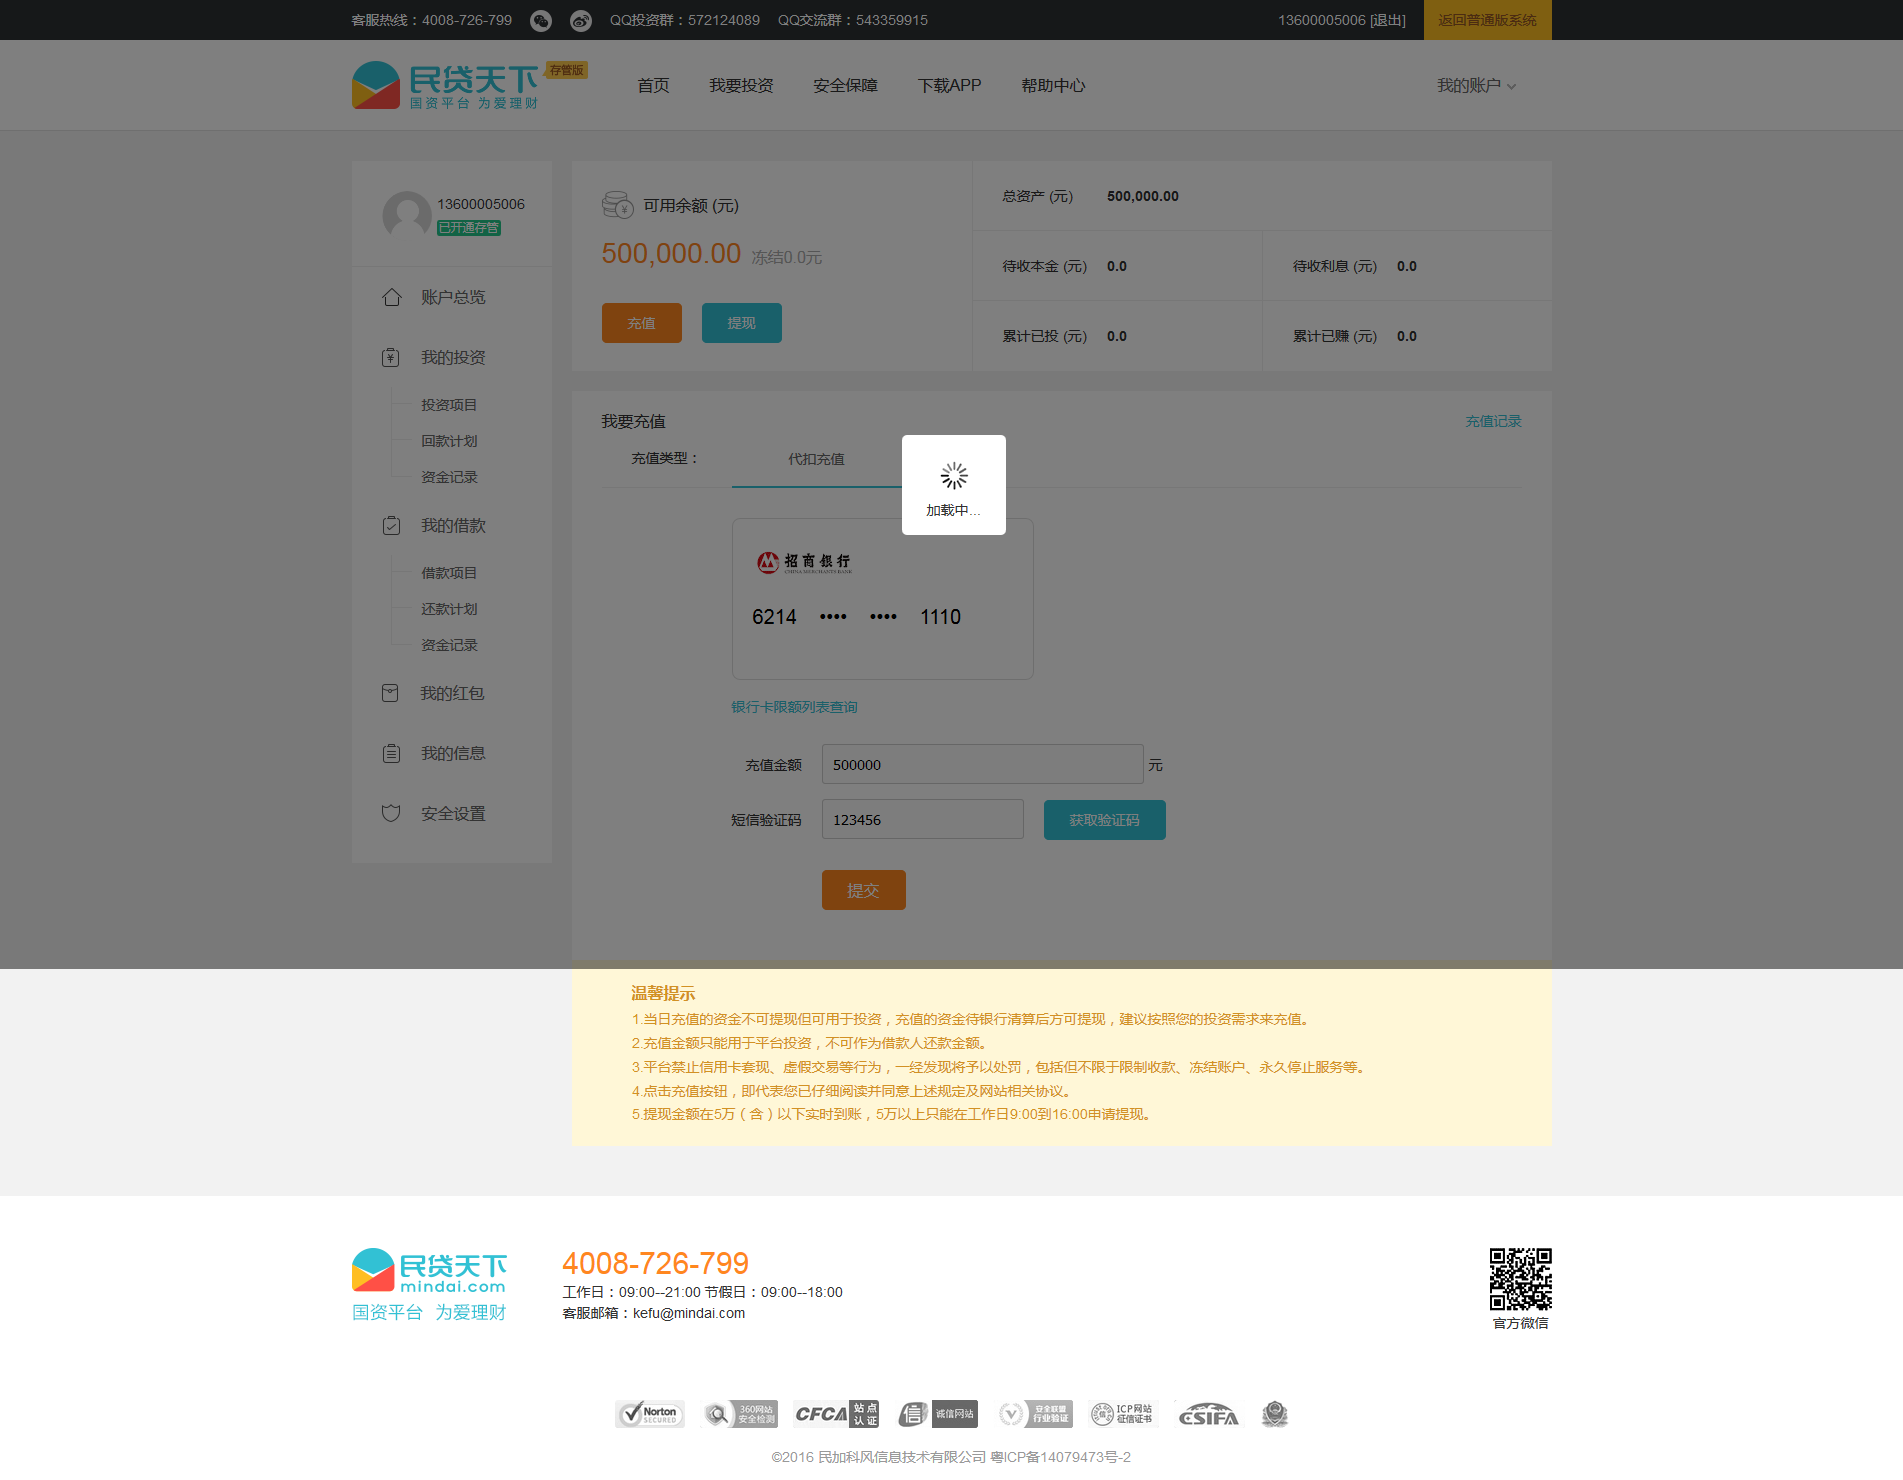 客服热线：4008-726-799 QQ投资群：572124089 QQ交流群：543359915 13600005006 [退出] 返回普通版系统
民贷天下 存管版
国资平台 为爱理财
首页 我要投资 安全保障 下载APP 帮助中心 我的账户
13600005006
已开通存管
账户总览
我的投资
投资项目
回款计划
资金记录
我的借款
借款项目
还款计划
资金记录
我的红包
我的信息
安全设置
可用余额 (元)
500,000.00 冻结0.0元
充值 提现
总资产 (元) 500,000.00
待收本金 (元) 0.0 待收利息 (元) 0.0
累计已投 (元) 0.0 累计已赚 (元) 0.0
我要充值 充值记录
充值类型： 代扣充值
加载中...
招商银行
CHINA MERCHANTS BANK
6214 •••• •••• 1110
银行卡限额列表查询
充值金额 500000 元
短信验证码 123456 获取验证码
提交
温馨提示
1.当日充值的资金不可提现但可用于投资，充值的资金待银行清算后方可提现，建议按照您的投资需求来充值。
2.充值金额只能用于平台投资，不可作为借款人还款金额。
3.平台禁止信用卡套现、虚假交易等行为，一经发现将予以处罚，包括但不限于限制收款、冻结账户、永久停止服务等。
4.点击充值按钮，即代表您已仔细阅读并同意上述规定及网站相关协议。
5.提现金额在5万（含）以下实时到账，5万以上只能在工作日9:00到16:00申请提现。
民贷天下
mindai.com
国资平台 为爱理财
4008-726-799
工作日：09:00--21:00 节假日：09:00--18:00
客服邮箱：kefu@mindai.com
官方微信
Norton SECURED
360网站安全检测
CFCA 站点认证
信 诚信网站
安全联盟行业验证
ICP网站征信证书
CSIFA
©2016 民加科风信息技术有限公司 粤ICP备14079473号-2